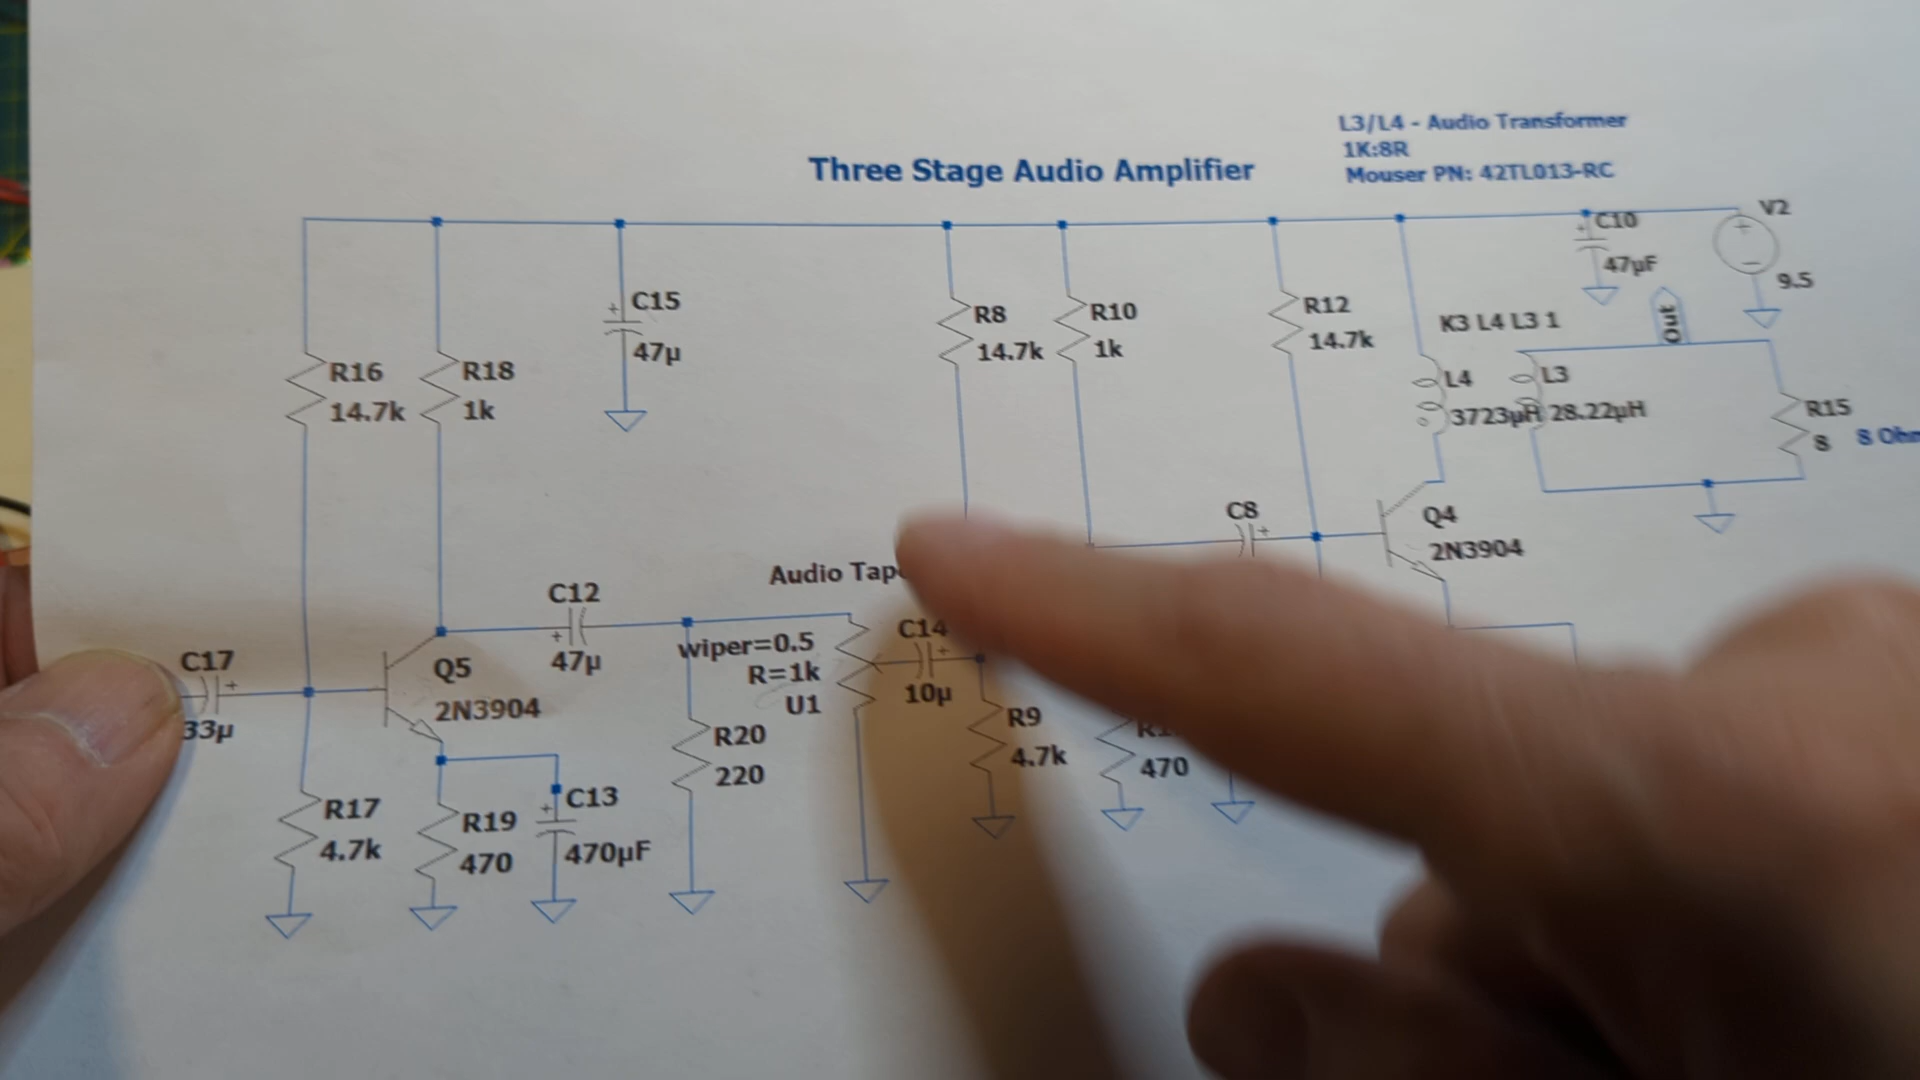 L3/L4 - Audio Transformer
1K:8R
Mouser PN: 42TL013-RC
Three Stage Audio Amplifier
V2
9.5
C10
47µF
C15
47µ
R8
14.7k
R10
1k
R12
14.7k
K3 L4 L3 1
Out
L4
3723µH
L3
28.22µH
R15
8
8
R16
14.7k
R18
1k
C8
Q4
2N3904
Audio
C12
47µ
wiper=0.5
R=1k
U1
C14
10µ
C17
33µ
Q5
2N3904
R20
220
R9
4.7k
470
R17
4.7k
R19
470
C13
470µF